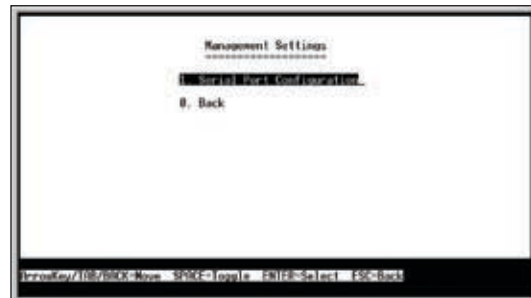 Management Settings
1. Serial Port Configuration
0. Back
ArrowKey/TAB/BACK-Move SPACE-Toggle ENTER-Select ESC-Back